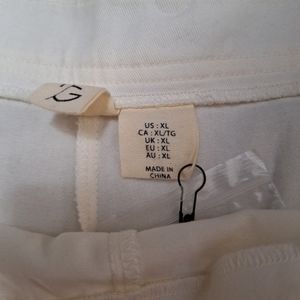 G
US : XL
CA : XL/TG
UK : XL
EU : XL
AU : XL
MADE IN
CHINA